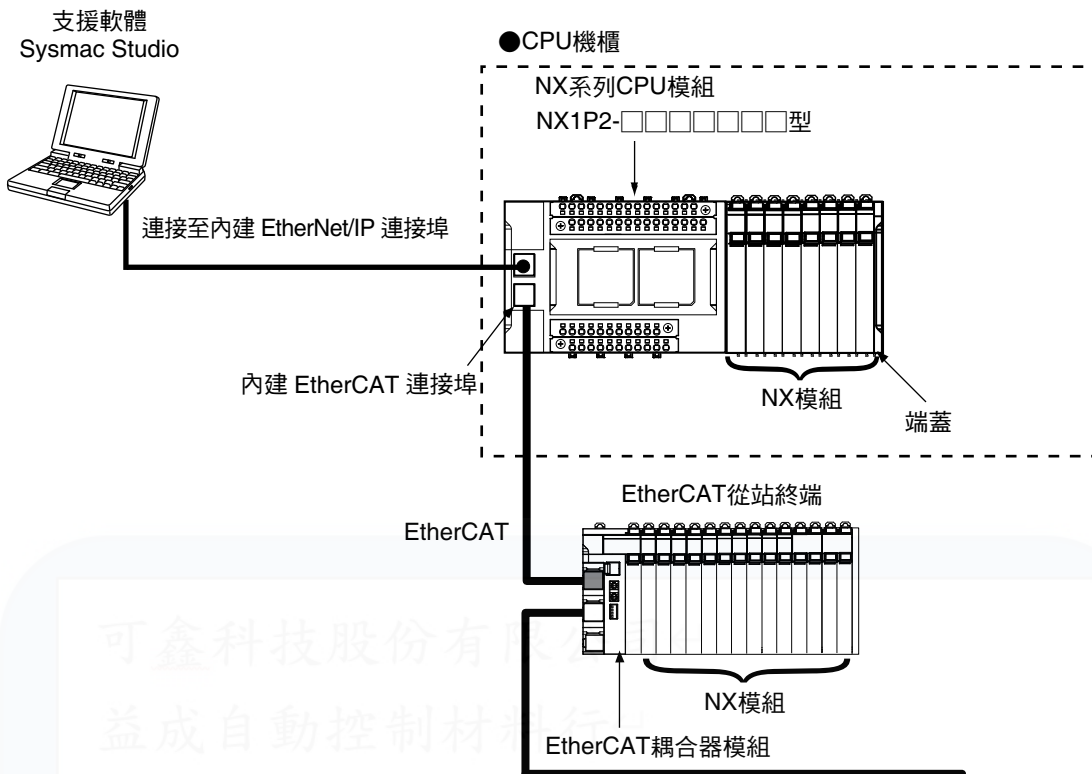 支援軟體
Sysmac Studio
●CPU機櫃
NX系列CPU模組
NX1P2-□□□□□□□型
連接至內建 EtherNet/IP 連接埠
內建 EtherCAT 連接埠
NX模組
端蓋
EtherCAT從站終端
EtherCAT
NX模組
EtherCAT耦合器模組
可鑫科技股份有限公司
益成自動控制材料行